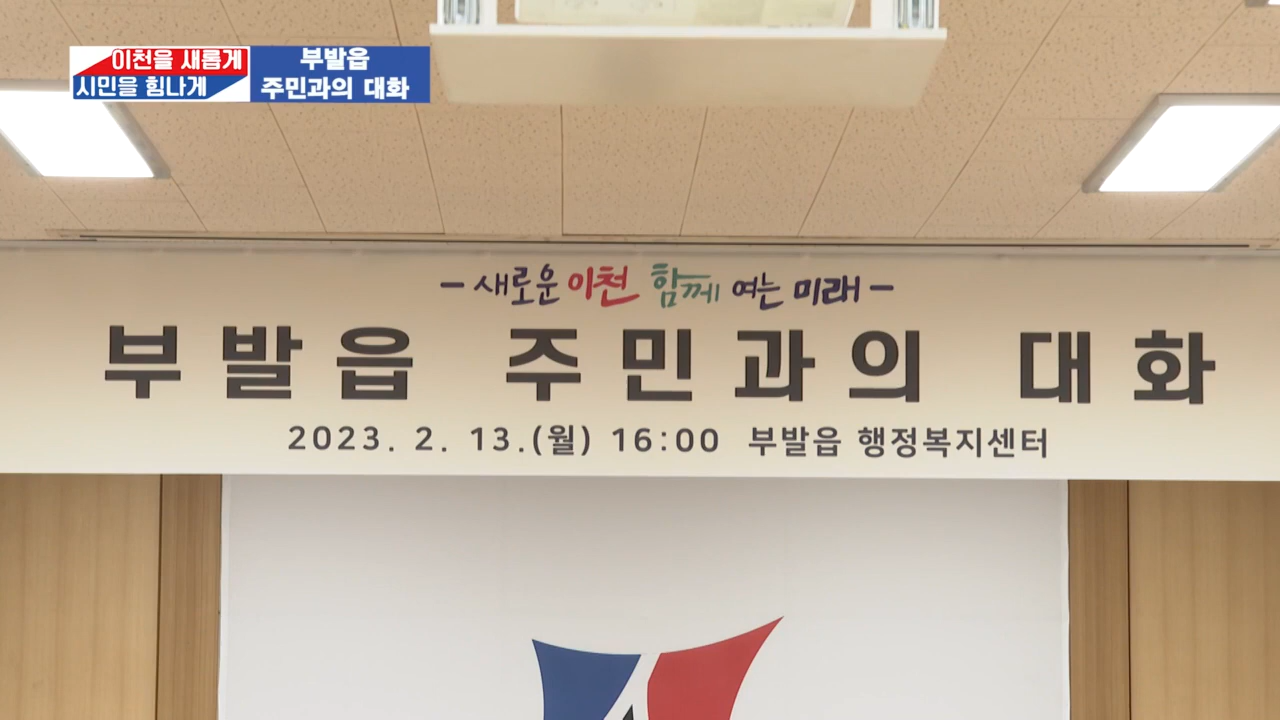 이천을 새롭게
시민을 힘나게
부발읍
주민과의 대화
- 새로운 이천 함께 여는 미래 -
부발읍 주민과의 대화
2023. 2. 13.(월) 16:00 부발읍 행정복지센터